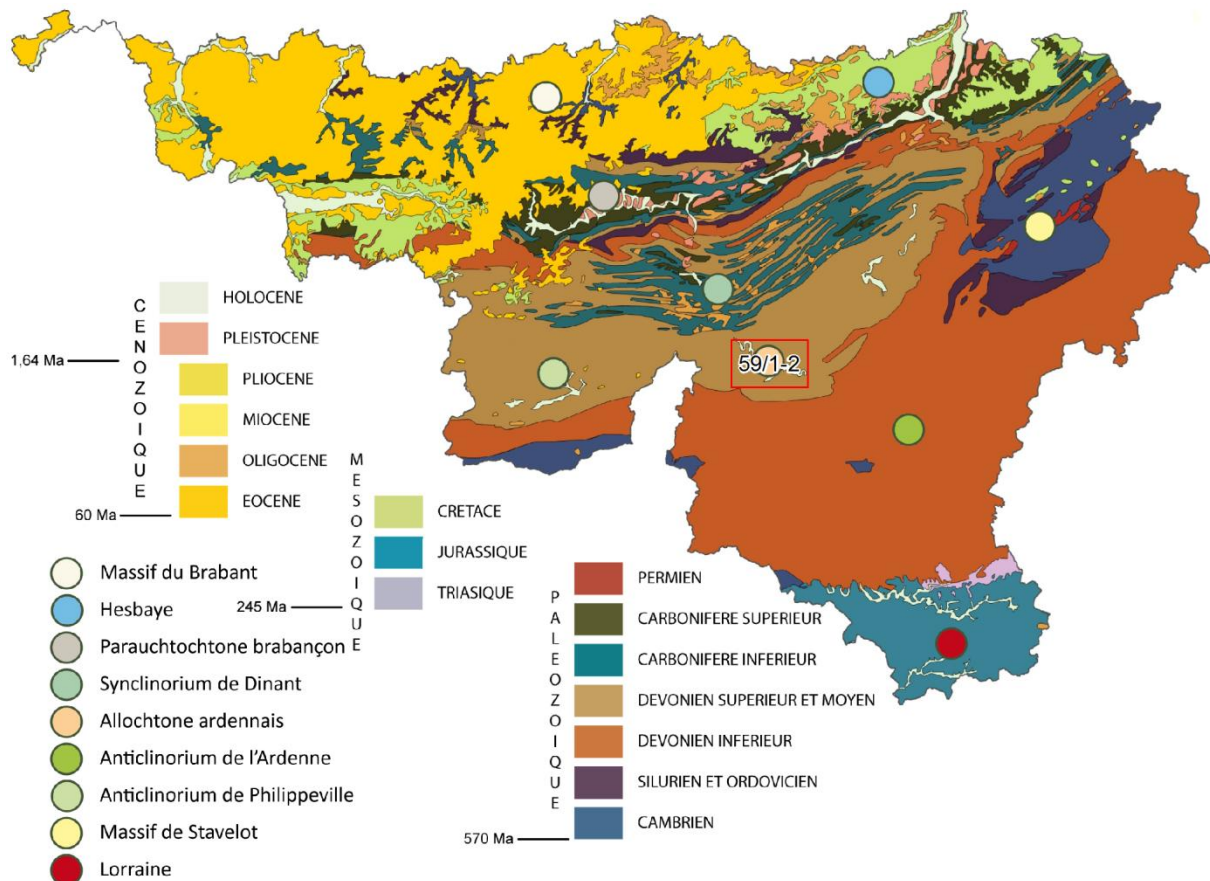 59/1-2
CENOZOIQUE
HOLOCENE
PLEISTOCENE
1,64 Ma
PLIOCENE
MIOCENE
OLIGOCENE
EOCENE
60 Ma
MESOZOIQUE
CRETACE
JURASSIQUE
TRIASIQUE
245 Ma
PALEOZOIQUE
PERMIEN
CARBONIFERE SUPERIEUR
CARBONIFERE INFERIEUR
DEVONIEN SUPERIEUR ET MOYEN
DEVONIEN INFERIEUR
SILURIEN ET ORDOVICIEN
CAMBRIEN
570 Ma
Massif du Brabant
Hesbaye
Parauchtochtone brabançon
Synclinorium de Dinant
Allochtone ardennais
Anticlinorium de l'Ardenne
Anticlinorium de Philippeville
Massif de Stavelot
Lorraine